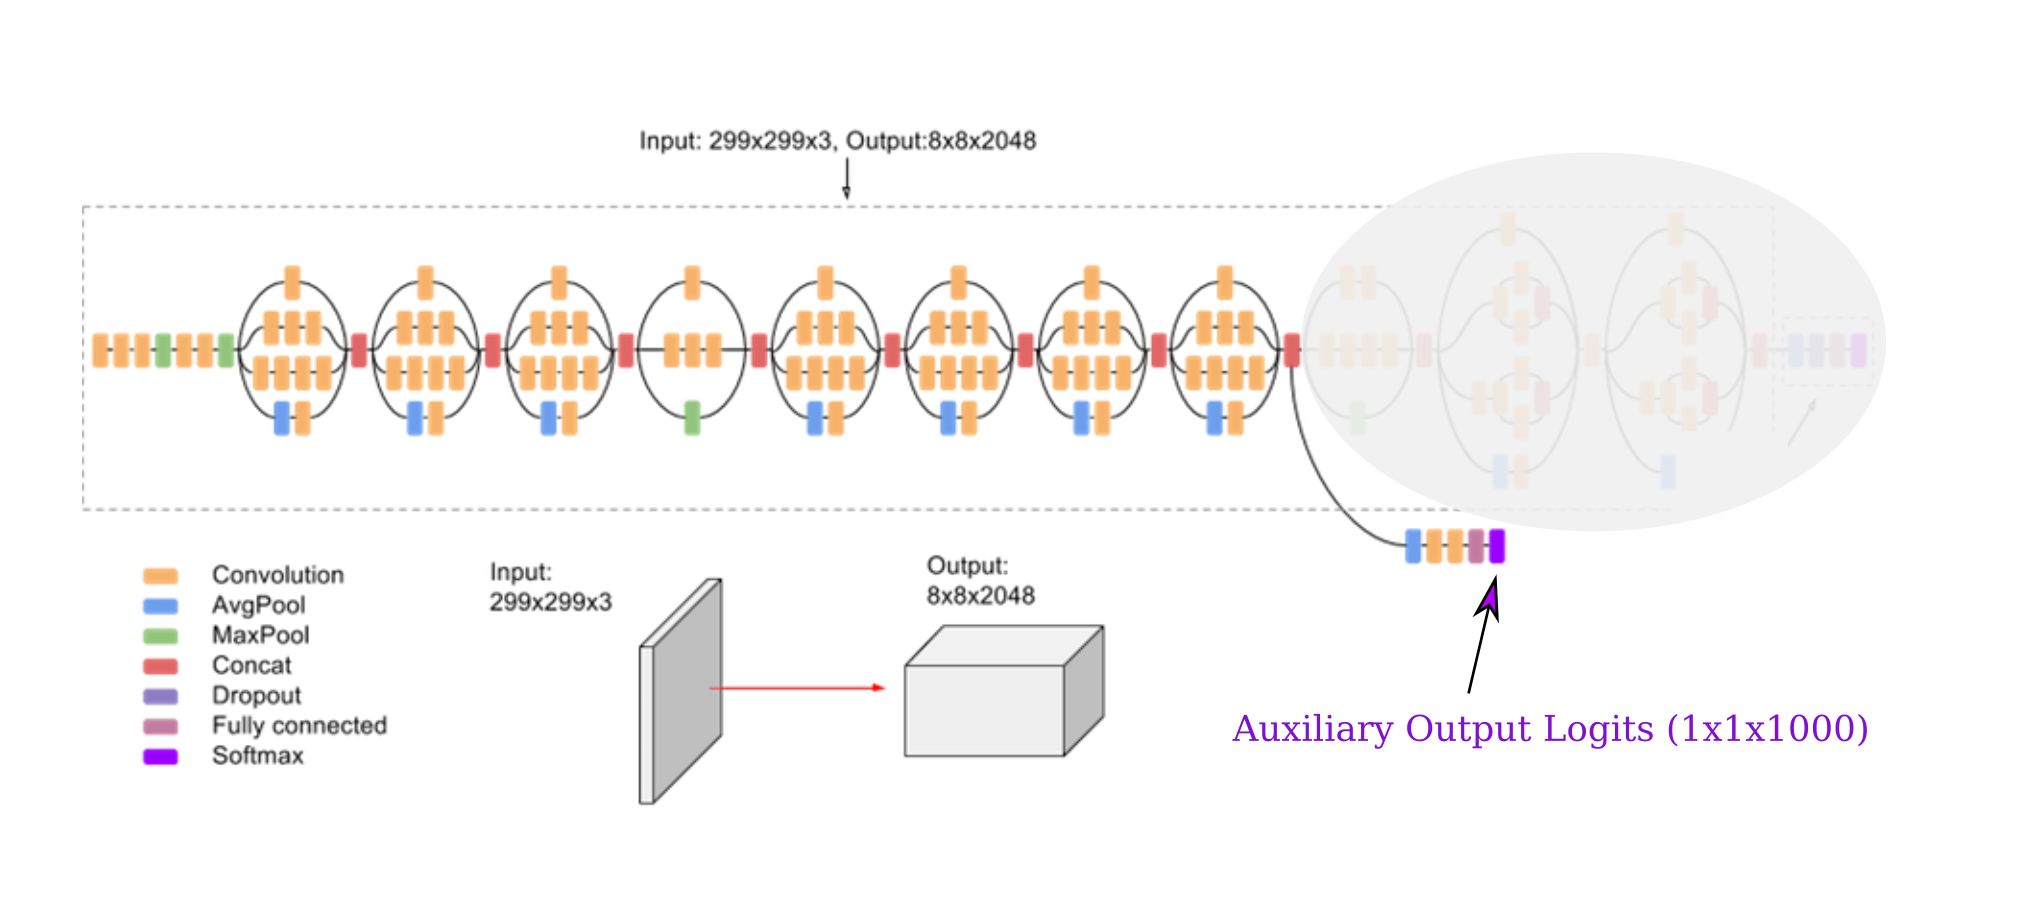 Input: 299x299x3, Output:8x8x2048
Convolution
AvgPool
MaxPool
Concat
Dropout
Fully connected
Softmax
Input:
299x299x3
Output:
8x8x2048
Auxiliary Output Logits (1x1x1000)